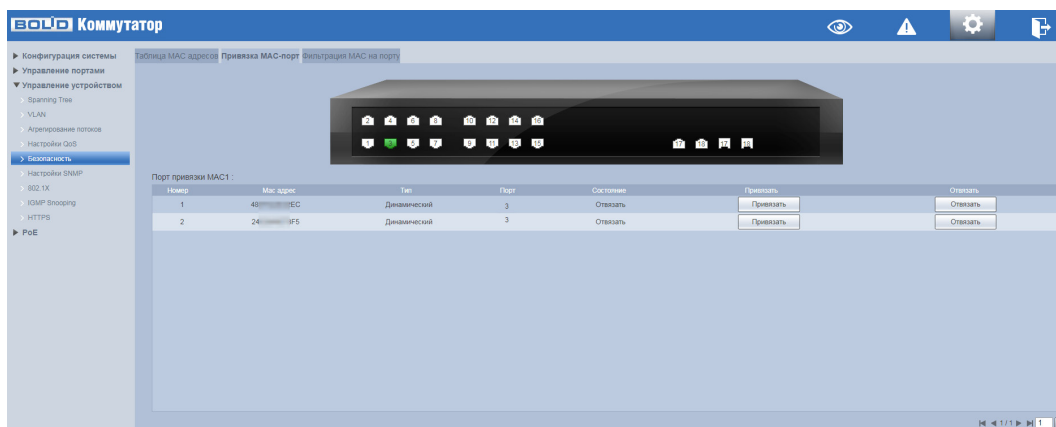 BOLID Коммутатор
Конфигурация системы
Управление портами
Управление устройством
Spanning Tree
VLAN
Агрегирование потоков
Настройки QoS
Безопасность
Настройки SNMP
802.1X
IGMP Snooping
HTTPS
PoE
Таблица MAC адресов Привязка MAC-порт Фильтрация MAC на порту
2 4 6 8 10 12 14 16
1 3 5 7 9 11 13 15 17 18 17 18
Порт привязки MAC1 :
Номер Mac адрес Тип Порт Состояние Привязать Отвязать
1 48 EC Динамический 3 Отвязать Привязать Отвязать
2 24 F5 Динамический 3 Отвязать Привязать Отвязать
1 / 1 1